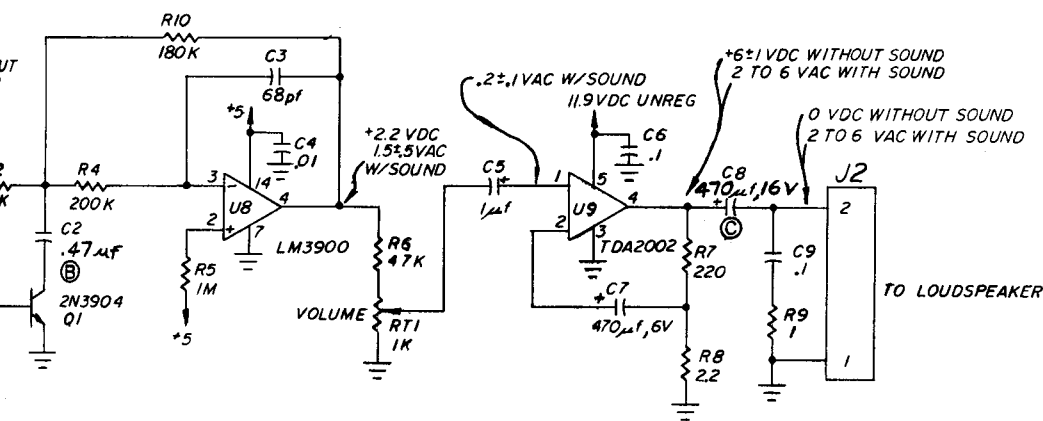 R10
180K
UT
C3
68pf
+5
C4
.01
+2.2 VDC
1.5±.5VAC
W/SOUND
.2±.1VAC W/SOUND
11.9VDC UNREG
C6
.1
+6±1 VDC WITHOUT SOUND
2 TO 6 VAC WITH SOUND
0 VDC WITHOUT SOUND
2 TO 6 VAC WITH SOUND
K
R4
200K
3
-
14
U8
4
2
+
7
LM3900
C2
.47µf
B
2N3904
Q1
R5
1M
+5
R6
47K
VOLUME
RT1
1K
C5
+
1µf
1
5
U9
4
2
3
TDA2002
C7
+
470µf,6V
C8
470µf,16V
+
C
R7
220
R8
2.2
C9
.1
R9
1
J2
2
1
TO LOUDSPEAKER